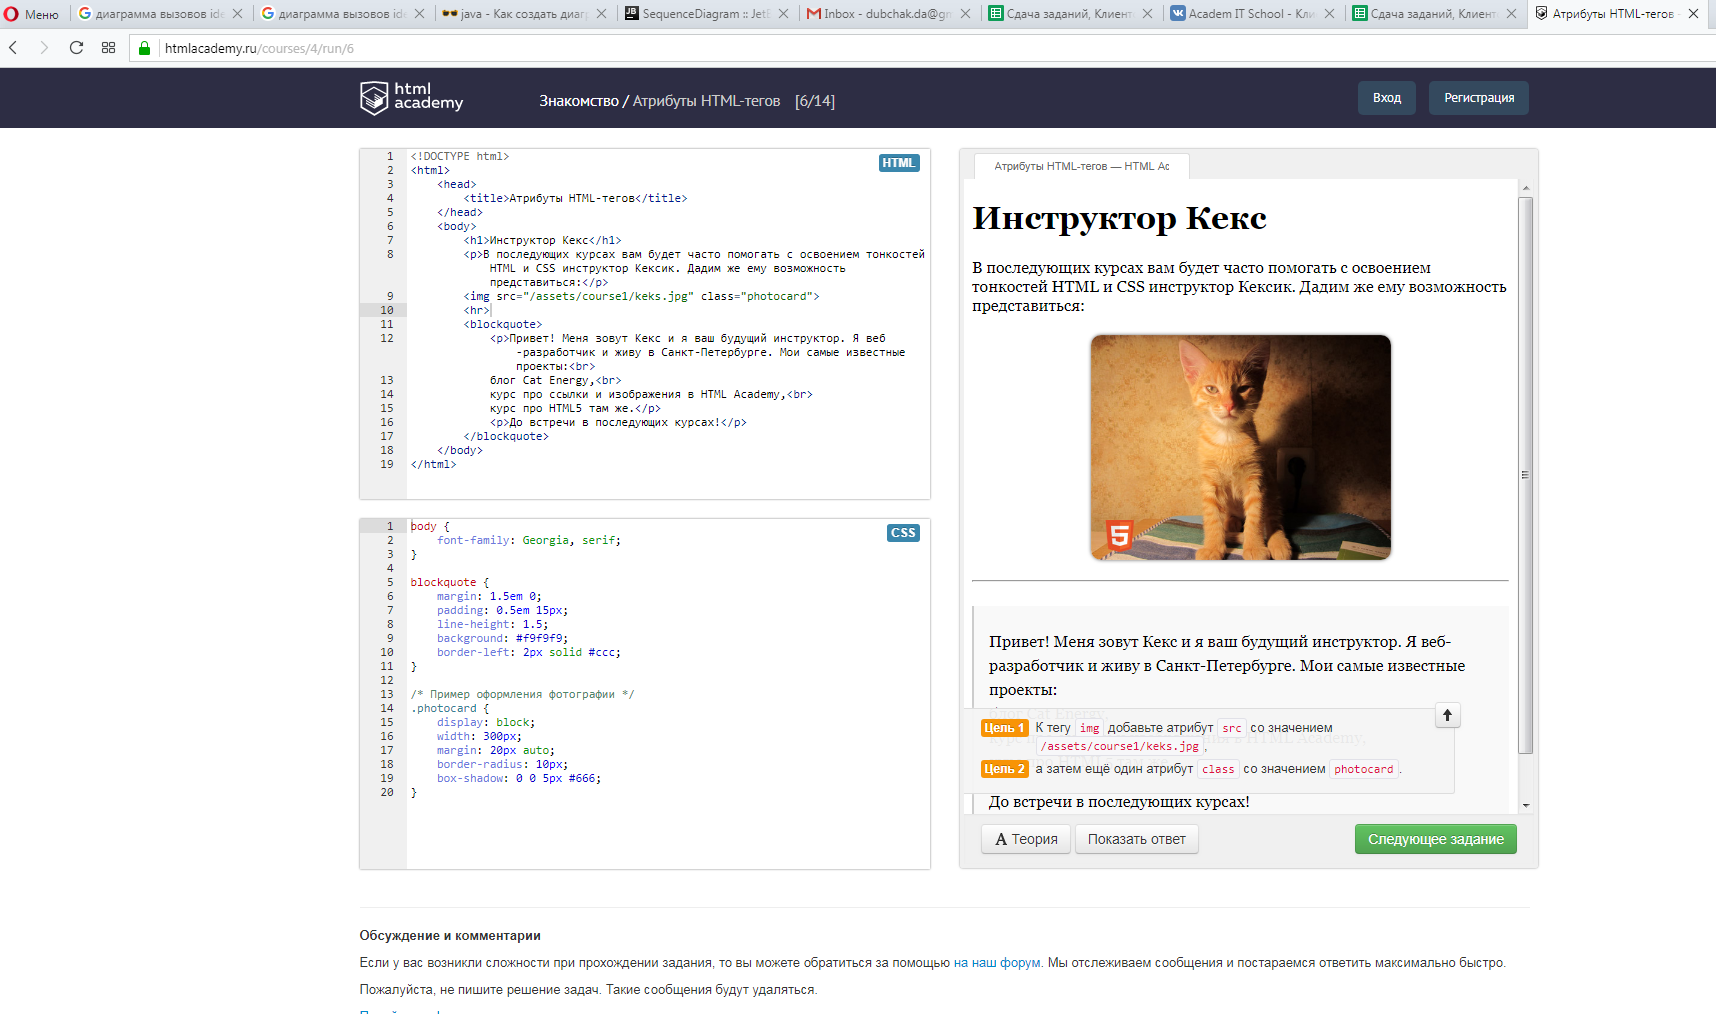 Меню
диаграмма вызовов ide
диаграмма вызовов ide
java - Как создать диаг
SequenceDiagram :: JetB
Inbox - dubchak.da@gm
Сдача заданий, Клиент
Academ IT School - Кли
Сдача заданий, Клиент
Атрибуты HTML-тегов -
htmlacademy.ru/courses/4/run/6
html
academy
Знакомство / Атрибуты HTML-тегов [6/14]
Вход
Регистрация
HTML
1 <!DOCTYPE html>
2 <html>
3 <head>
4 <title>Атрибуты HTML-тегов</title>
5 </head>
6 <body>
7 <h1>Инструктор Кекс</h1>
8 <p>В последующих курсах вам будет часто помогать с освоением тонкостей
HTML и CSS инструктор Кексик. Дадим же ему возможность
представиться:</p>
9 <img src="/assets/course1/keks.jpg" class="photocard">
10 <hr>
11 <blockquote>
12 <p>Привет! Меня зовут Кекс и я ваш будущий инструктор. Я веб
-разработчик и живу в Санкт-Петербурге. Мои самые известные
проекты:<br>
13 блог Cat Energy,<br>
14 курс про ссылки и изображения в HTML Academy,<br>
15 курс про HTML5 там же.</p>
16 <p>До встречи в последующих курсах!</p>
17 </blockquote>
18 </body>
19 </html>
CSS
1 body {
2 font-family: Georgia, serif;
3 }
4
5 blockquote {
6 margin: 1.5em 0;
7 padding: 0.5em 15px;
8 line-height: 1.5;
9 background: #f9f9f9;
10 border-left: 2px solid #ccc;
11 }
12
13 /* Пример оформления фотографии */
14 .photocard {
15 display: block;
16 width: 300px;
17 margin: 20px auto;
18 border-radius: 10px;
19 box-shadow: 0 0 5px #666;
20 }
Атрибуты HTML-тегов — HTML Ac
Инструктор Кекс
В последующих курсах вам будет часто помогать с освоением
тонкостей HTML и CSS инструктор Кексик. Дадим же ему возможность
представиться:
5
Привет! Меня зовут Кекс и я ваш будущий инструктор. Я веб-
разработчик и живу в Санкт-Петербурге. Мои самые известные
проекты:
блог Cat Energy,
Цель 1 К тегу img добавьте атрибут src со значением
/assets/course1/keks.jpg ,
Цель 2 а затем ещё один атрибут class со значением photocard .
До встречи в последующих курсах!
A Теория
Показать ответ
Следующее задание
Обсуждение и комментарии
Если у вас возникли сложности при прохождении задания, то вы можете обратиться за помощью на наш форум. Мы отслеживаем сообщения и постараемся ответить максимально быстро.
Пожалуйста, не пишите решение задач. Такие сообщения будут удаляться.